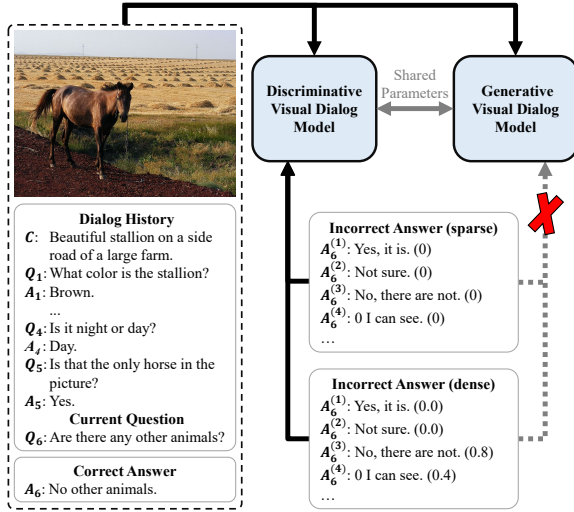 Discriminative
Visual Dialog
Model
Shared
Parameters
Generative
Visual Dialog
Model
Dialog History
C: Beautiful stallion on a side
road of a large farm.
Q1: What color is the stallion?
A1: Brown.
...
Q4: Is it night or day?
A4: Day.
Q5: Is that the only horse in the
picture?
A5: Yes.
Current Question
Q6: Are there any other animals?
Correct Answer
A6: No other animals.
Incorrect Answer (sparse)
A6(1): Yes, it is. (0)
A6(2): Not sure. (0)
A6(3): No, there are not. (0)
A6(4): 0 I can see. (0)
...
Incorrect Answer (dense)
A6(1): Yes, it is. (0.0)
A6(2): Not sure. (0.0)
A6(3): No, there are not. (0.8)
A6(4): 0 I can see. (0.4)
...